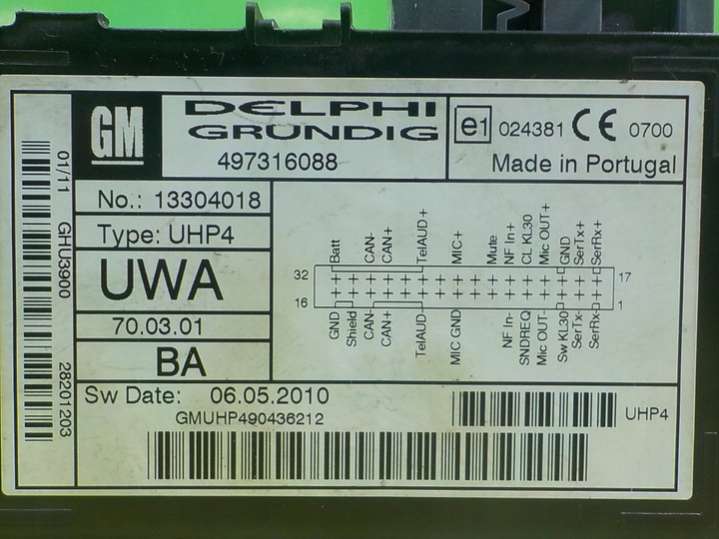 GM
DELPHI
GRUNDIG
497316088
e1 024381 CE 0700
Made in Portugal
01/11 GHU3900 28201203
No.: 13304018
Type: UHP4
UWA
70.03.01
BA
Batt CAN- CAN+ TelAUD+ MIC+ Mute NF In+ CL KL30 Mic OUT+ GND SerTx+ SerRx+
32 17
16 1
GND Shield CAN- CAN+ TelAUD- MIC GND NF In- SNDREQ Mic OUT- Sw KL30 SerTx- SerRx-
Sw Date: 06.05.2010
GMUHP490436212
UHP4